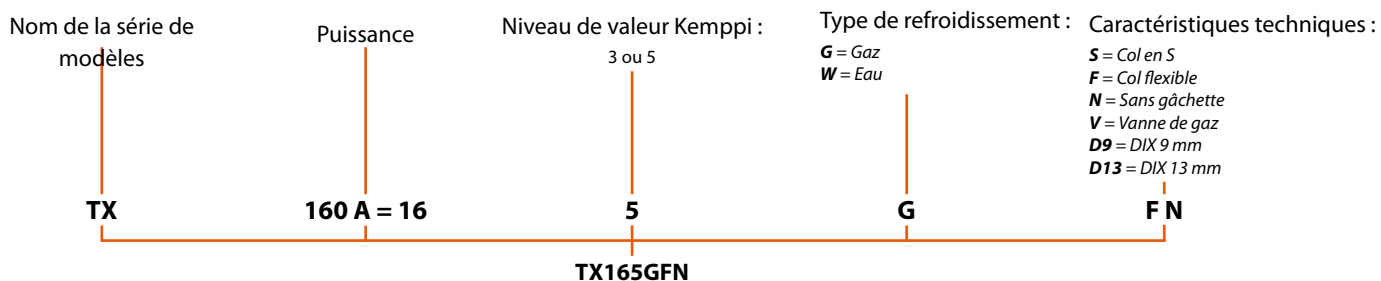 Nom de la série de
modèles
Puissance
Niveau de valeur Kemppi :
3 ou 5
Type de refroidissement :
G = Gaz
W = Eau
Caractéristiques techniques :
S = Col en S
F = Col flexible
N = Sans gâchette
V = Vanne de gaz
D9 = DIX 9 mm
D13 = DIX 13 mm
TX
160 A = 16
5
G
F N
TX165GFN